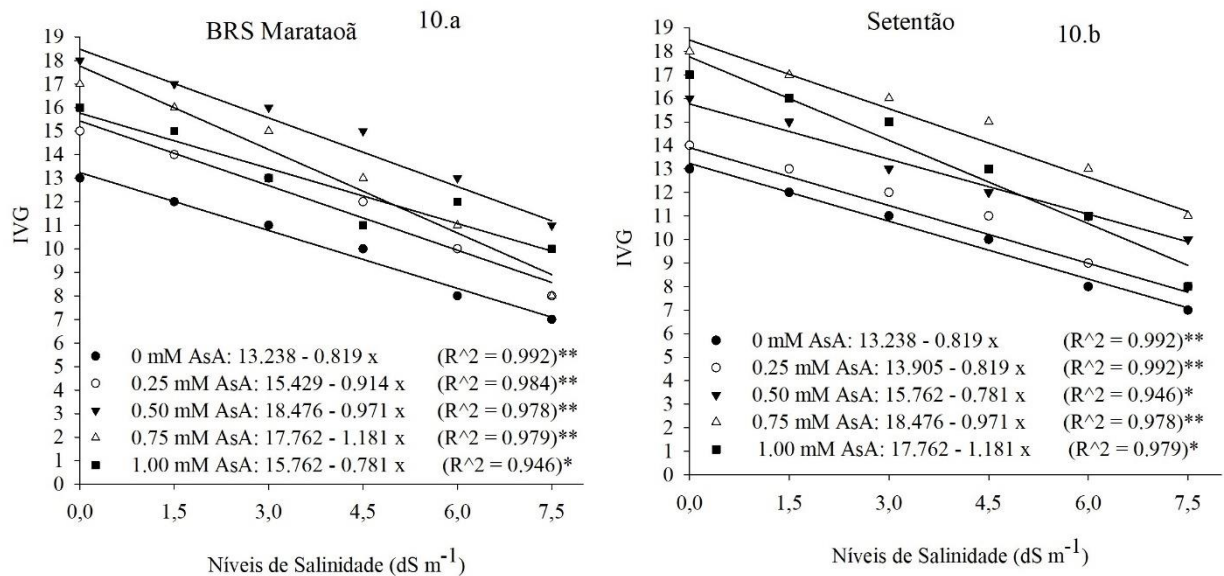 BRS Marataoã
10.a
IVG
19
18
17
16
15
14
13
12
11
10
9
8
7
6
5
4
3
2
1
0
0 mM AsA: 13.238 - 0.819 x (R^2 = 0.992)**
0.25 mM AsA: 15.429 - 0.914 x (R^2 = 0.984)**
0.50 mM AsA: 18.476 - 0.971 x (R^2 = 0.978)**
0.75 mM AsA: 17.762 - 1.181 x (R^2 = 0.979)**
1.00 mM AsA: 15.762 - 0.781 x (R^2 = 0.946)*
0,0 1,5 3,0 4,5 6,0 7,5
Níveis de Salinidade (dS m-1)
Setentão
10.b
IVG
19
18
17
16
15
14
13
12
11
10
9
8
7
6
5
4
3
2
1
0
0 mM AsA: 13.238 - 0.819 x (R^2 = 0.992)**
0.25 mM AsA: 13.905 - 0.819 x (R^2 = 0.992)**
0.50 mM AsA: 15.762 - 0.781 x (R^2 = 0.946)*
0.75 mM AsA: 18.476 - 0.971 x (R^2 = 0.978)**
1.00 mM AsA: 17.762 - 1.181 x (R^2 = 0.979)*
0,0 1,5 3,0 4,5 6,0 7,5
Níveis de Salinidade (dS m-1)